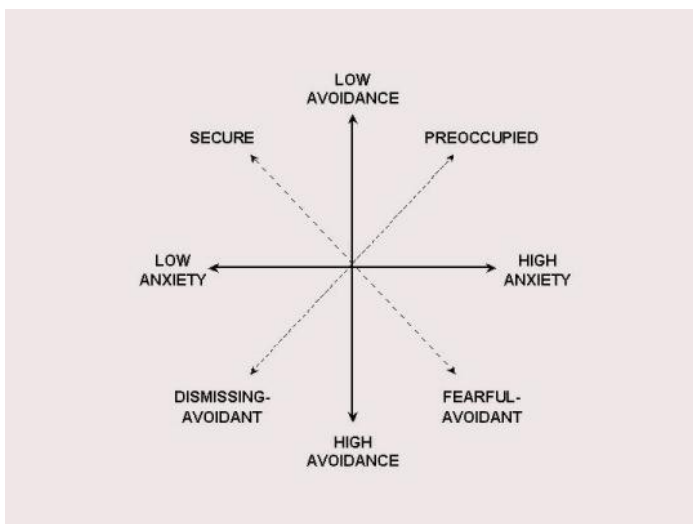 LOW
AVOIDANCE
SECURE
PREOCCUPIED
LOW
ANXIETY
HIGH
ANXIETY
DISMISSING-
AVOIDANT
FEARFUL-
AVOIDANT
HIGH
AVOIDANCE